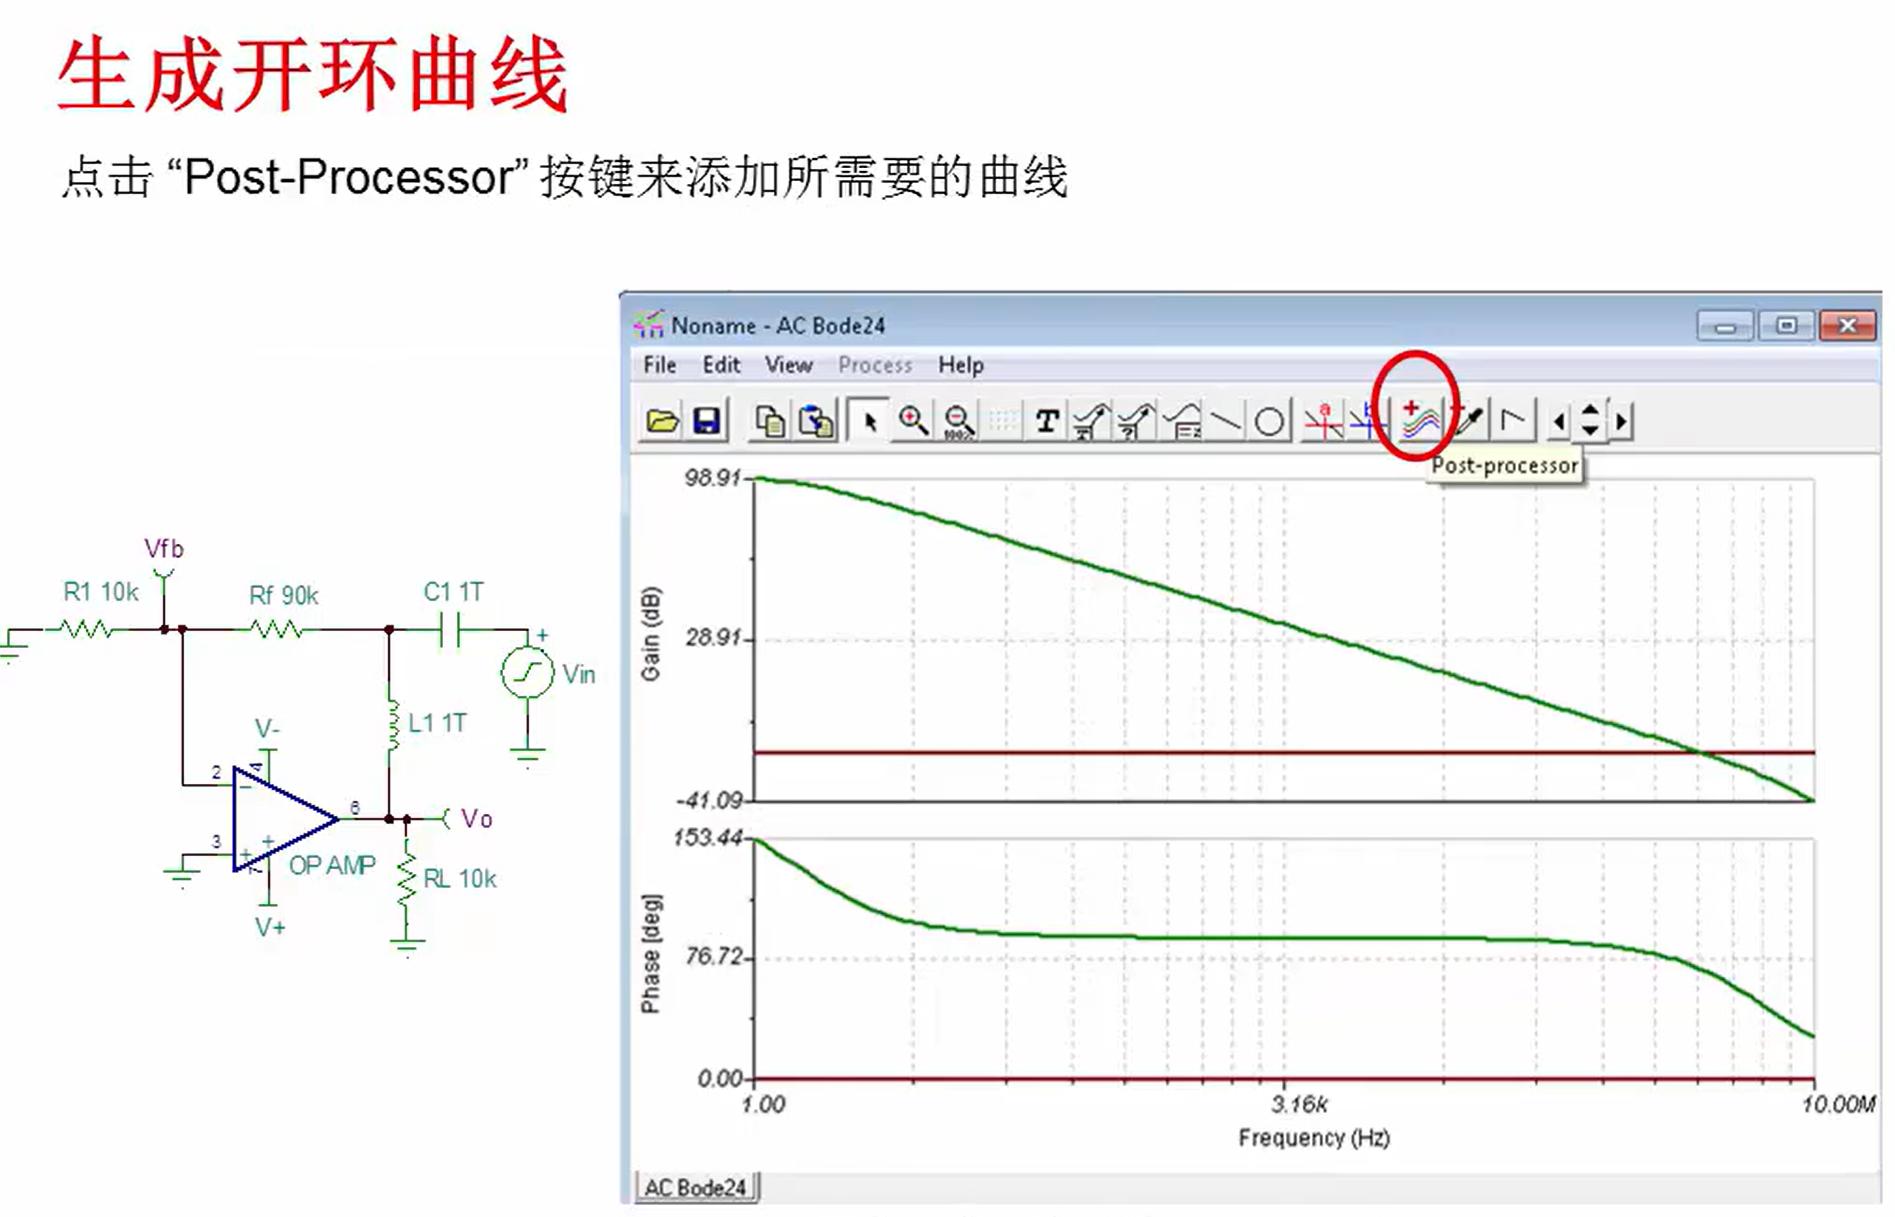 生成开环曲线
点击 “Post-Processor” 按键来添加所需要的曲线
Noname - AC Bode24
File Edit View Process Help
T
100%
a
b
Post-processor
Vfb
R1 10k
Rf 90k
C1 1T
+
Vin
L1 1T
V-
2
4
6
Vo
3
7
OP AMP
RL 10k
V+
98.91
28.91
-41.09
Gain (dB)
153.44
76.72
0.00
Phase [deg]
1.00
3.16k
10.00M
Frequency (Hz)
AC Bode24